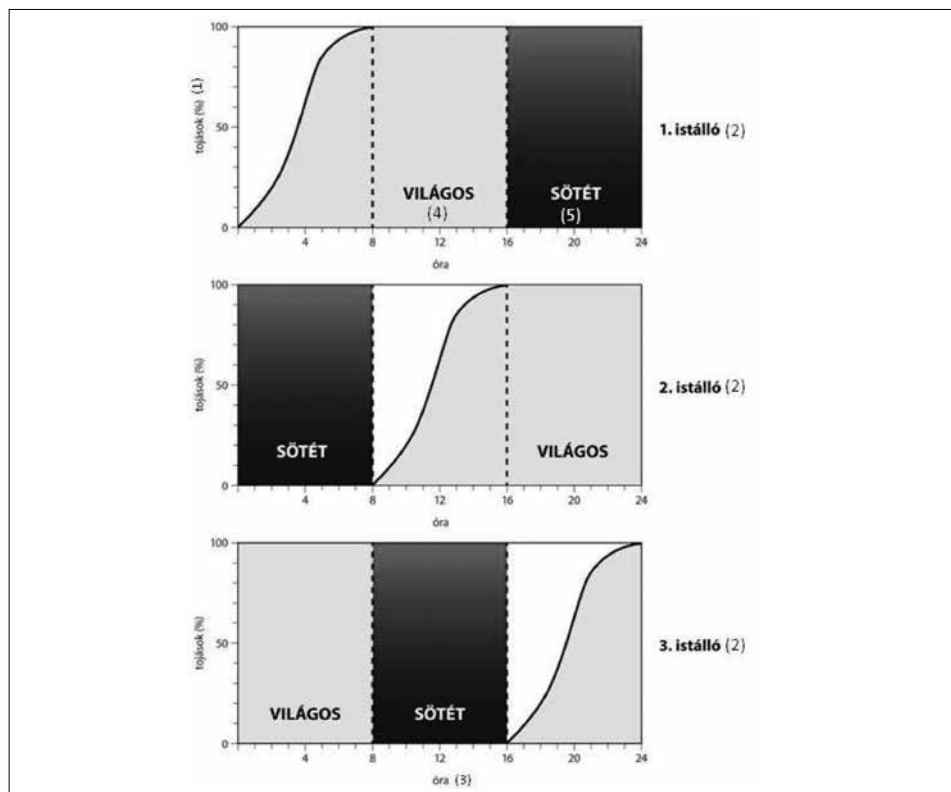 100
50
0
tojások (%) (1)
VILÁGOS
(4)
SÖTÉT
(5)
4 8 12 16 20 24
óra
1. istálló (2)
100
50
0
tojások (%)
SÖTÉT
VILÁGOS
4 8 12 16 20 24
óra
2. istálló (2)
100
50
0
tojások (%)
VILÁGOS
SÖTÉT
4 8 12 16 20 24
óra (3)
3. istálló (2)